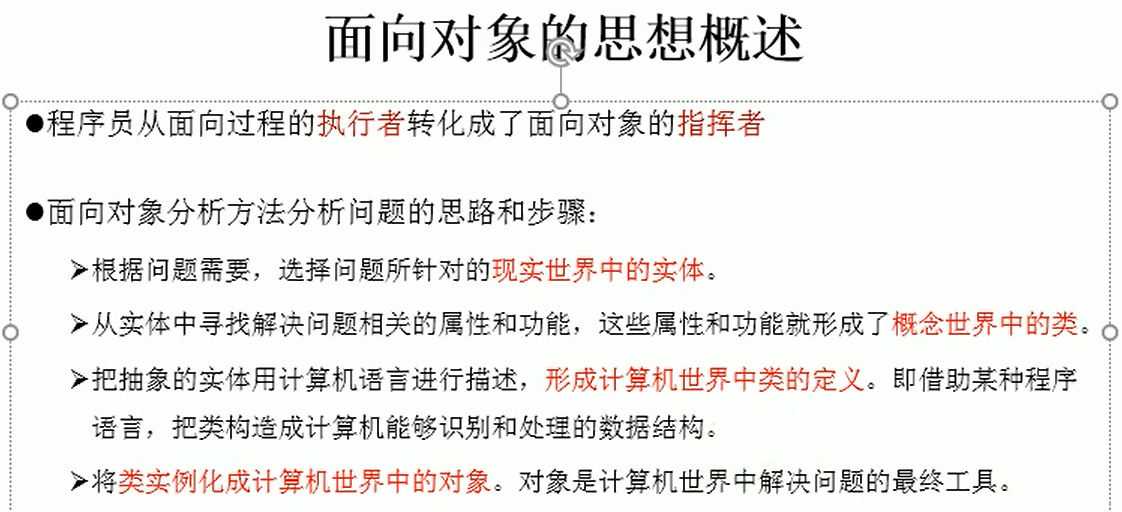 面向对象的思想概述
●程序员从面向过程的执行者转化成了面向对象的指挥者
●面向对象分析方法分析问题的思路和步骤：
➢根据问题需要，选择问题所针对的现实世界中的实体。
➢从实体中寻找解决问题相关的属性和功能，这些属性和功能就形成了概念世界中的类。
➢把抽象的实体用计算机语言进行描述，形成计算机世界中类的定义。即借助某种程序
语言，把类构造成计算机能够识别和处理的数据结构。
➢将类实例化成计算机世界中的对象。对象是计算机世界中解决问题的最终工具。